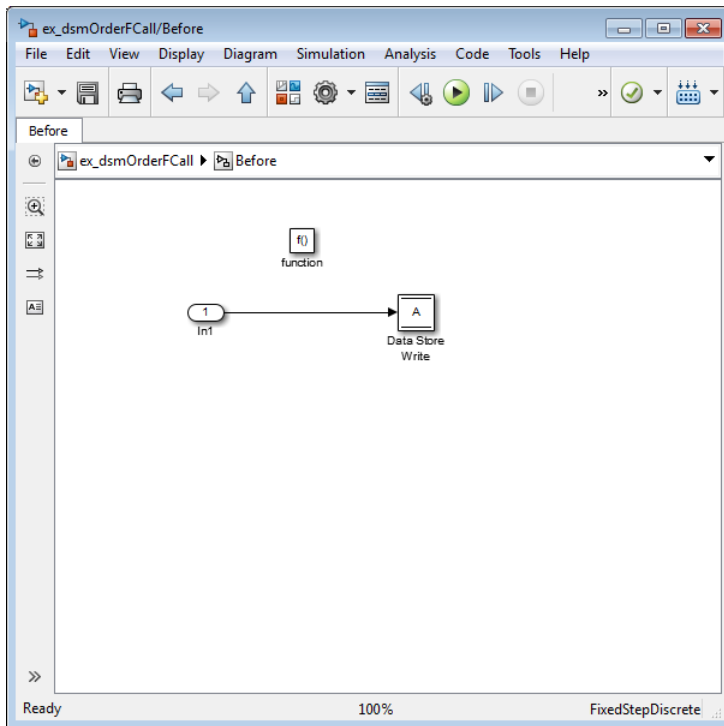 ex_dsmOrderFCall/Before
File Edit View Display Diagram Simulation Analysis Code Tools Help
»
Before
ex_dsmOrderFCall Before
A
f()
function
1
In1
A
Data Store
Write
»
Ready 100% FixedStepDiscrete